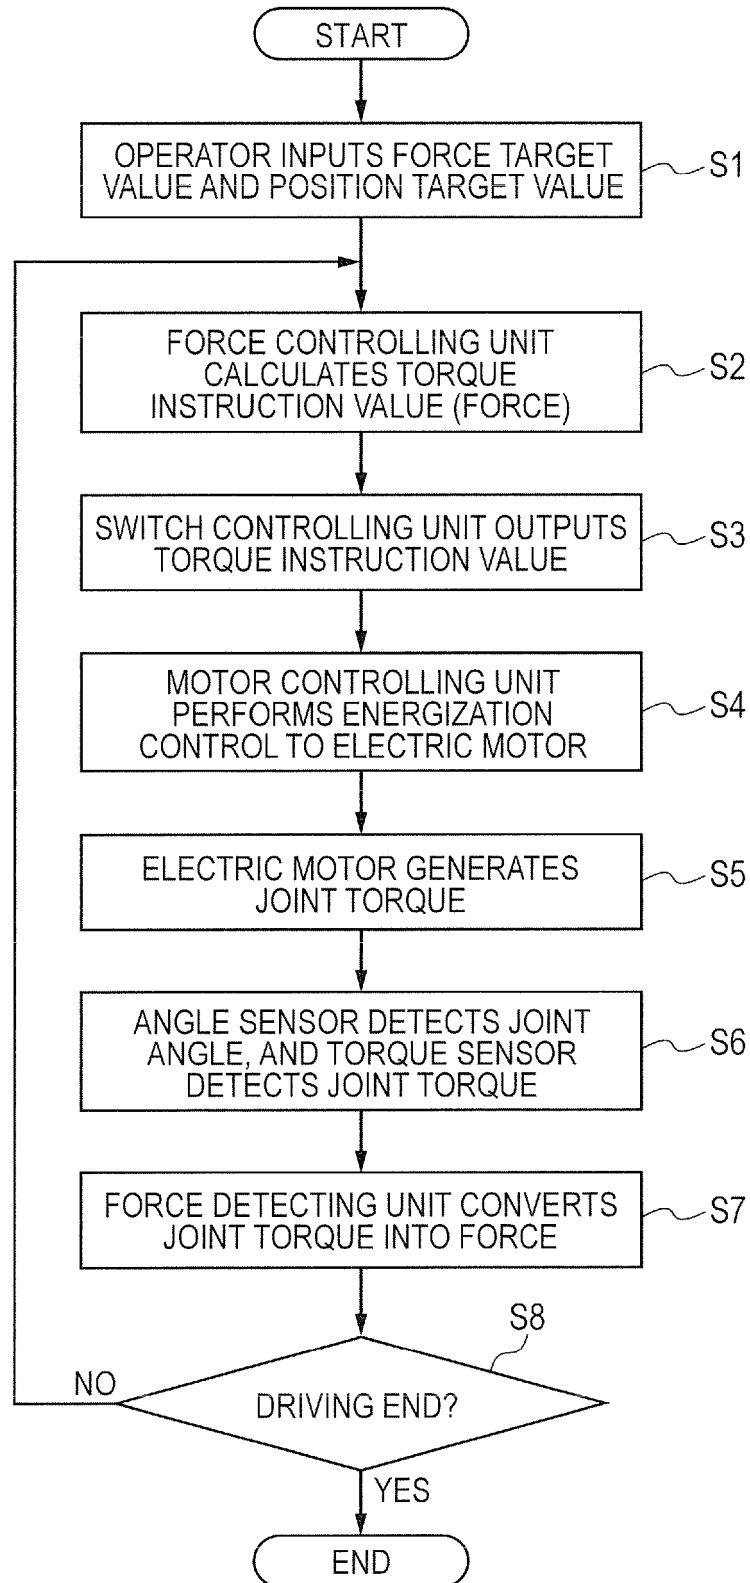 START
OPERATOR INPUTS FORCE TARGET
VALUE AND POSITION TARGET VALUE
S1
FORCE CONTROLLING UNIT
CALCULATES TORQUE
INSTRUCTION VALUE (FORCE)
S2
SWITCH CONTROLLING UNIT OUTPUTS
TORQUE INSTRUCTION VALUE
S3
MOTOR CONTROLLING UNIT
PERFORMS ENERGIZATION
CONTROL TO ELECTRIC MOTOR
S4
ELECTRIC MOTOR GENERATES
JOINT TORQUE
S5
ANGLE SENSOR DETECTS JOINT
ANGLE, AND TORQUE SENSOR
DETECTS JOINT TORQUE
S6
FORCE DETECTING UNIT CONVERTS
JOINT TORQUE INTO FORCE
S7
S8
NO
DRIVING END?
YES
END